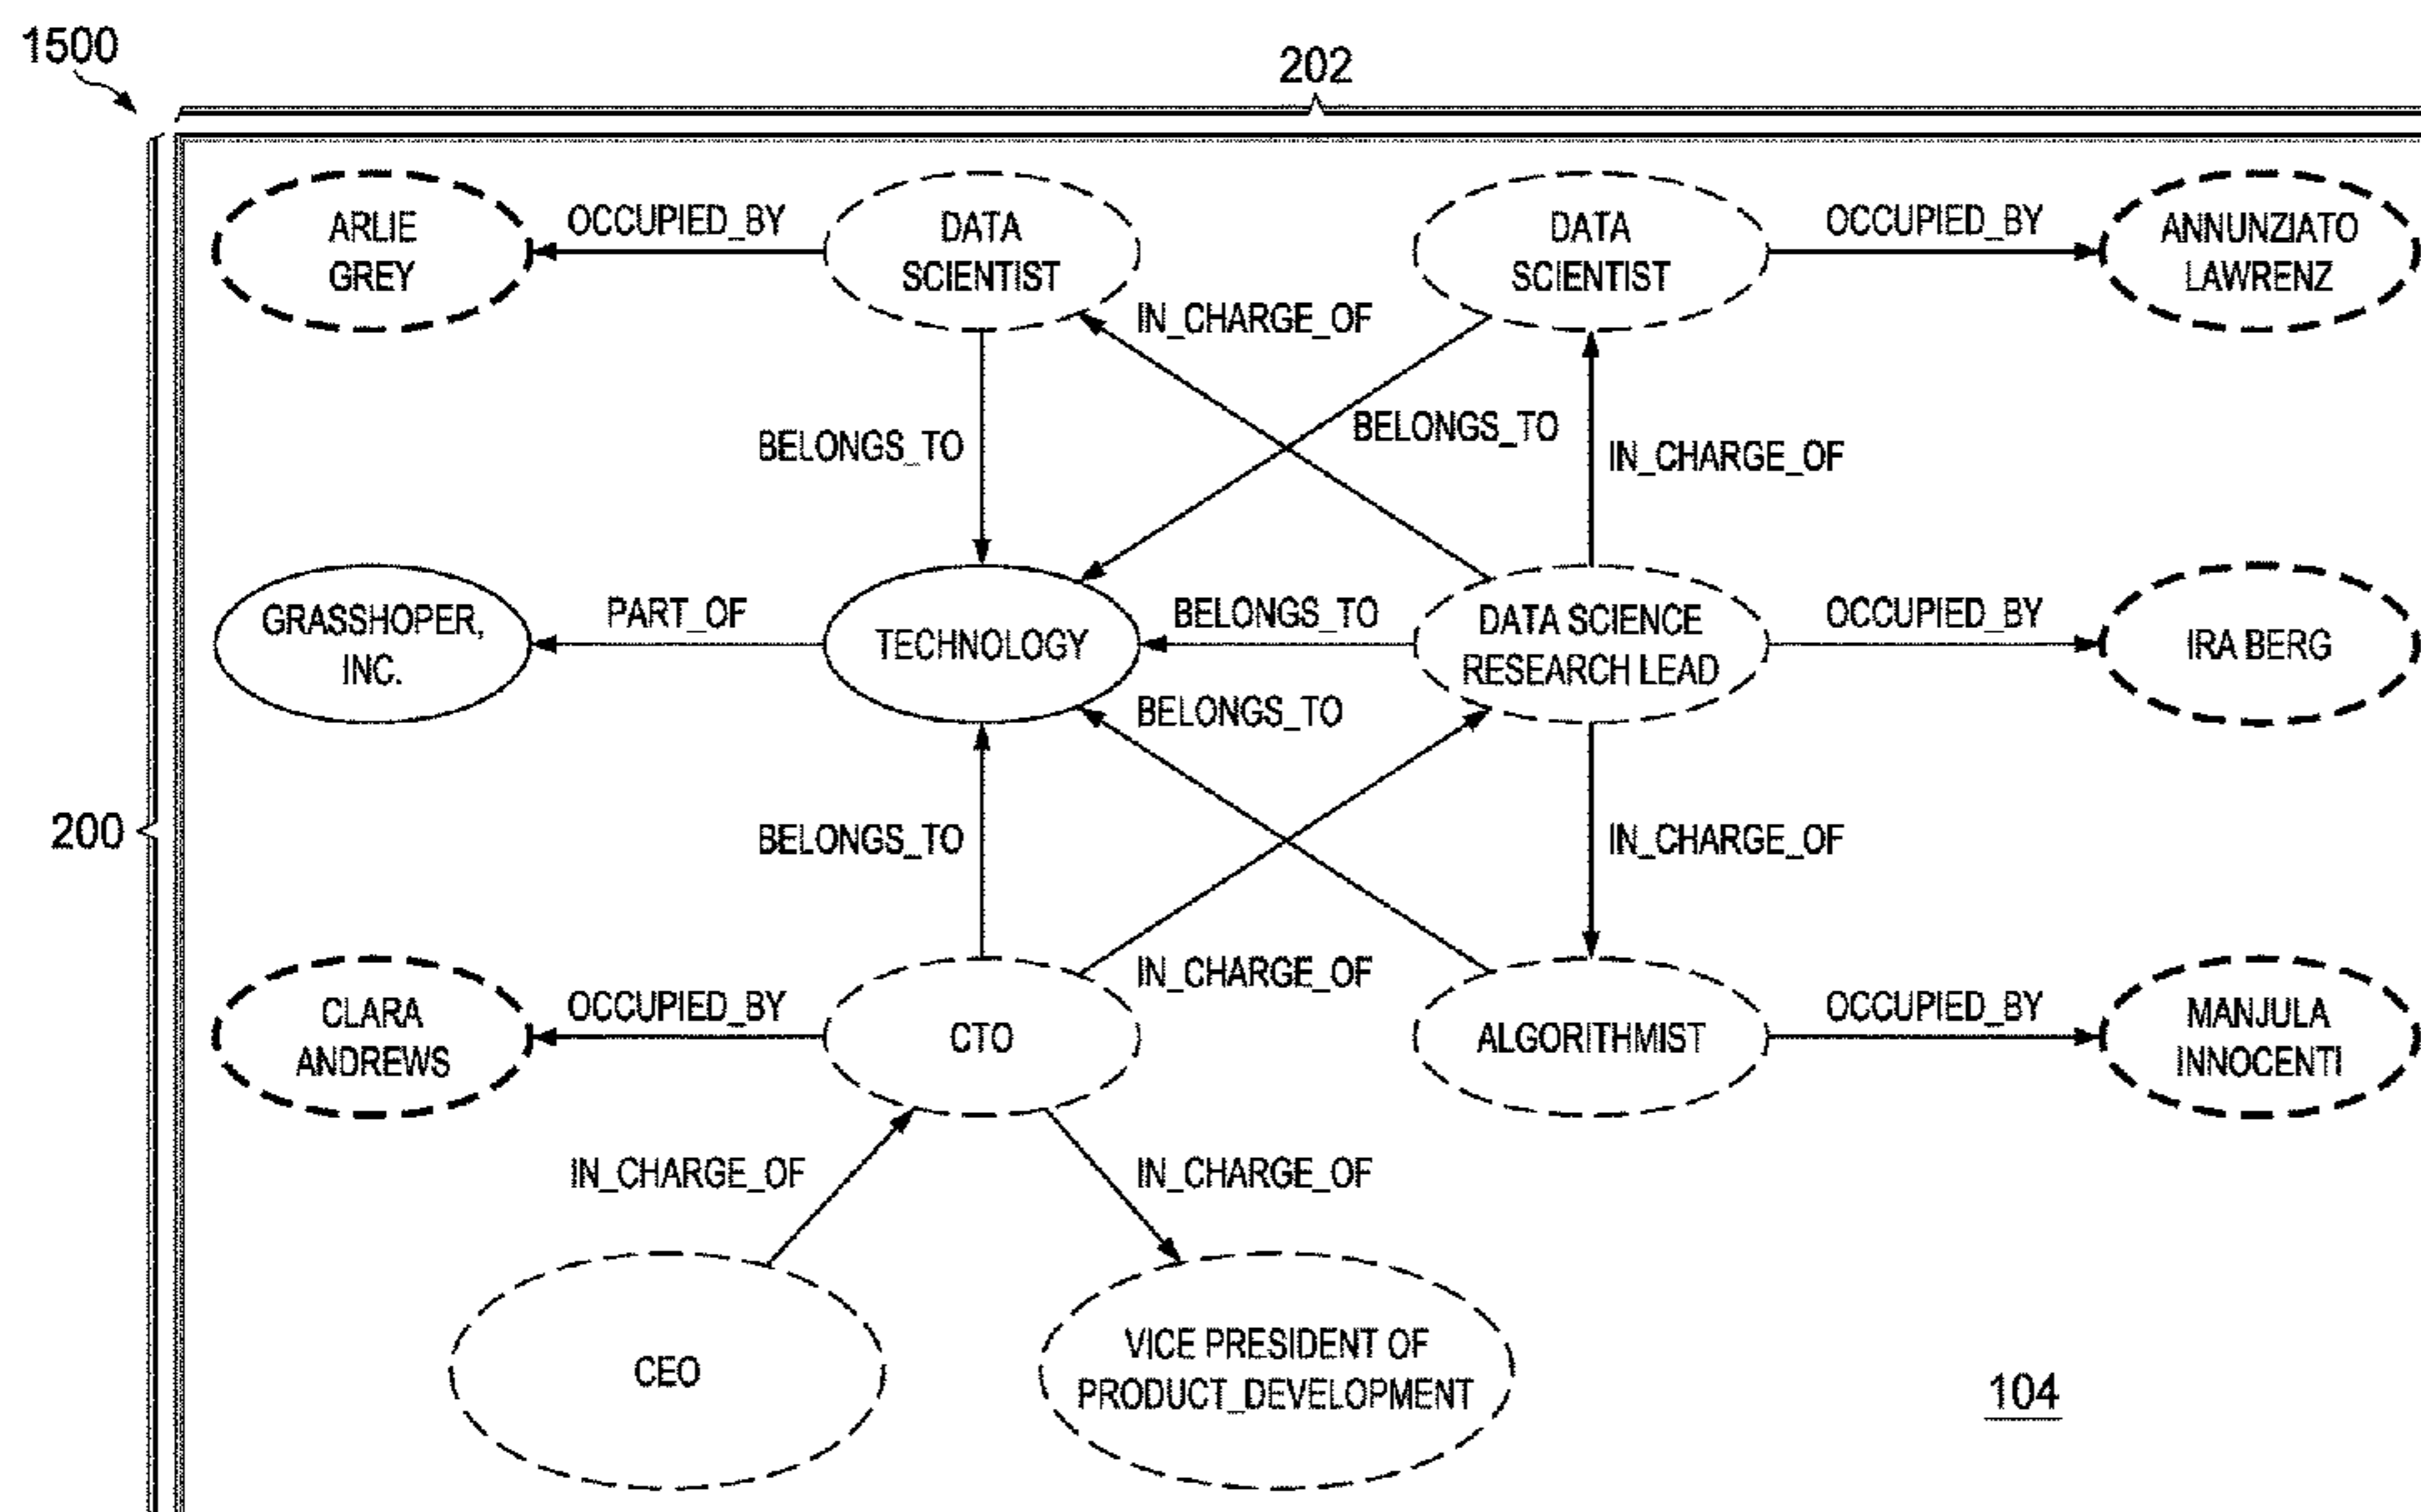 1500
202
ARLIE
GREY
OCCUPIED_BY
DATA
SCIENTIST
DATA
SCIENTIST
OCCUPIED_BY
ANNUNZIATO
LAWRENZ
IN_CHARGE_OF
BELONGS_TO
BELONGS_TO
IN_CHARGE_OF
GRASSHOPER,
INC.
PART_OF
TECHNOLOGY
BELONGS_TO
DATA SCIENCE
RESEARCH LEAD
OCCUPIED_BY
IRA BERG
BELONGS_TO
200
BELONGS_TO
IN_CHARGE_OF
CLARA
ANDREWS
OCCUPIED_BY
CTO
IN_CHARGE_OF
ALGORITHMIST
OCCUPIED_BY
MANJULA
INNOCENTI
IN_CHARGE_OF
IN_CHARGE_OF
CEO
VICE PRESIDENT OF
PRODUCT_DEVELOPMENT
104